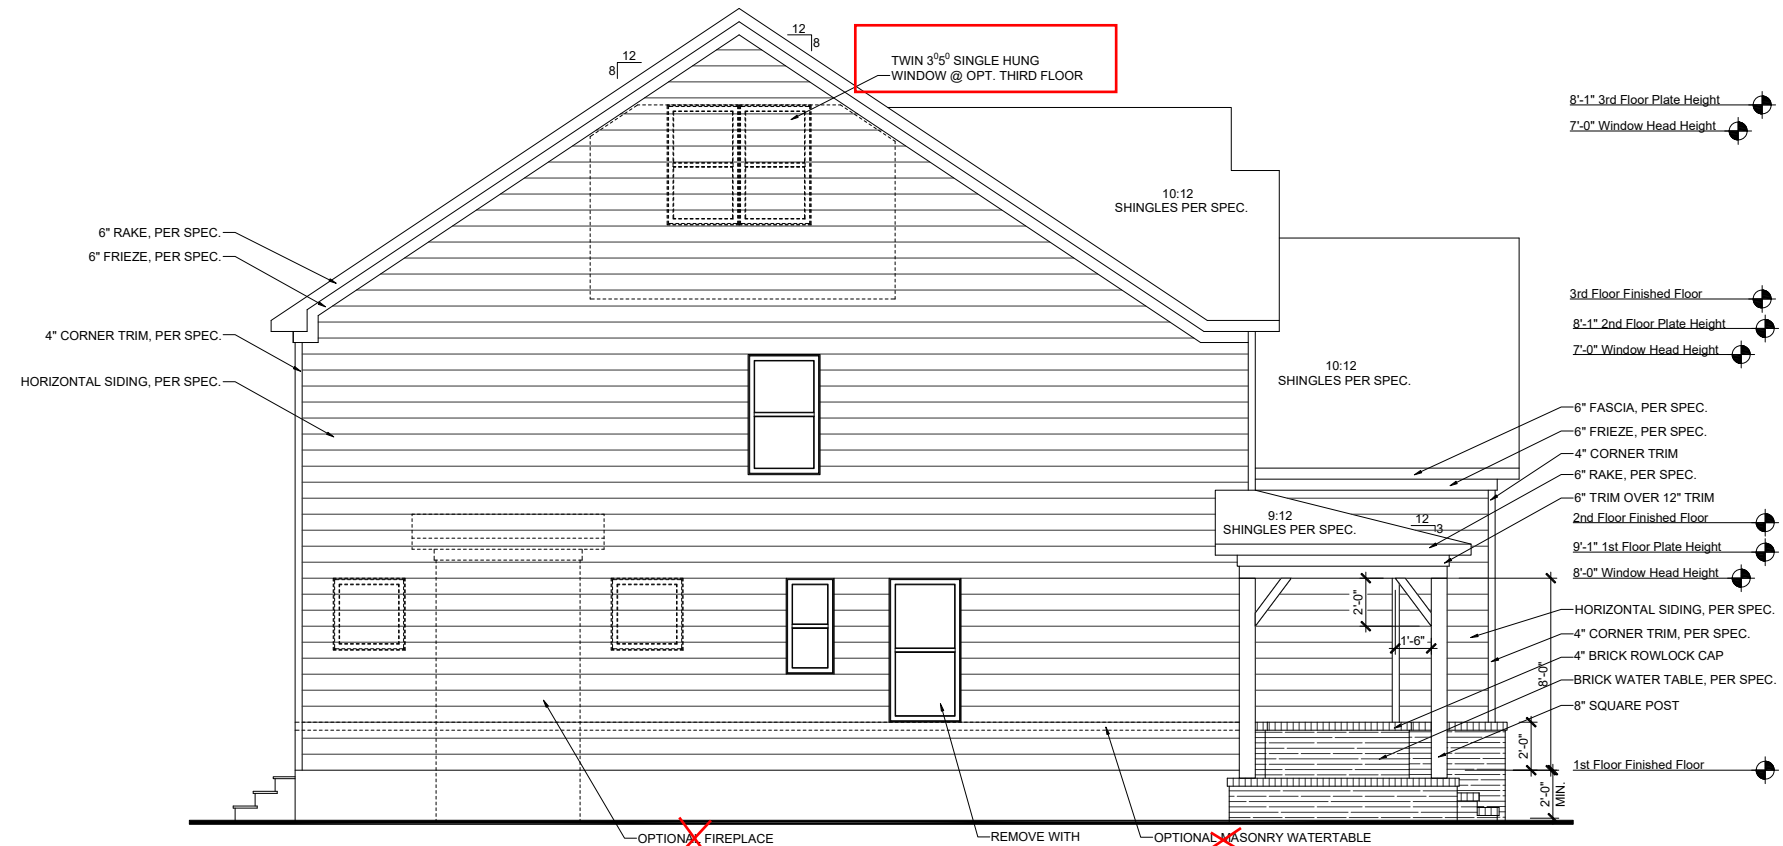 12
8
12
8
TWIN 3⁰5⁰ SINGLE HUNG
WINDOW @ OPT. THIRD FLOOR
8'-1" 3rd Floor Plate Height
7'-0" Window Head Height
10:12
SHINGLES PER SPEC.
6" RAKE, PER SPEC.
6" FRIEZE, PER SPEC.
4" CORNER TRIM, PER SPEC.
HORIZONTAL SIDING, PER SPEC.
3rd Floor Finished Floor
8'-1" 2nd Floor Plate Height
7'-0" Window Head Height
10:12
SHINGLES PER SPEC.
6" FASCIA, PER SPEC.
6" FRIEZE, PER SPEC.
4" CORNER TRIM
6" RAKE, PER SPEC.
6" TRIM OVER 12" TRIM
9:12
SHINGLES PER SPEC.
12
3
2nd Floor Finished Floor
9'-1" 1st Floor Plate Height
8'-0" Window Head Height
2'-0"
1'-6"
8'-0"
HORIZONTAL SIDING, PER SPEC.
4" CORNER TRIM, PER SPEC.
4" BRICK ROWLOCK CAP
BRICK WATER TABLE, PER SPEC.
8" SQUARE POST
2'-0"
1st Floor Finished Floor
2'-0"
MIN.
OPTIONAL FIREPLACE
REMOVE WITH
OPTIONAL MASONRY WATERTABLE